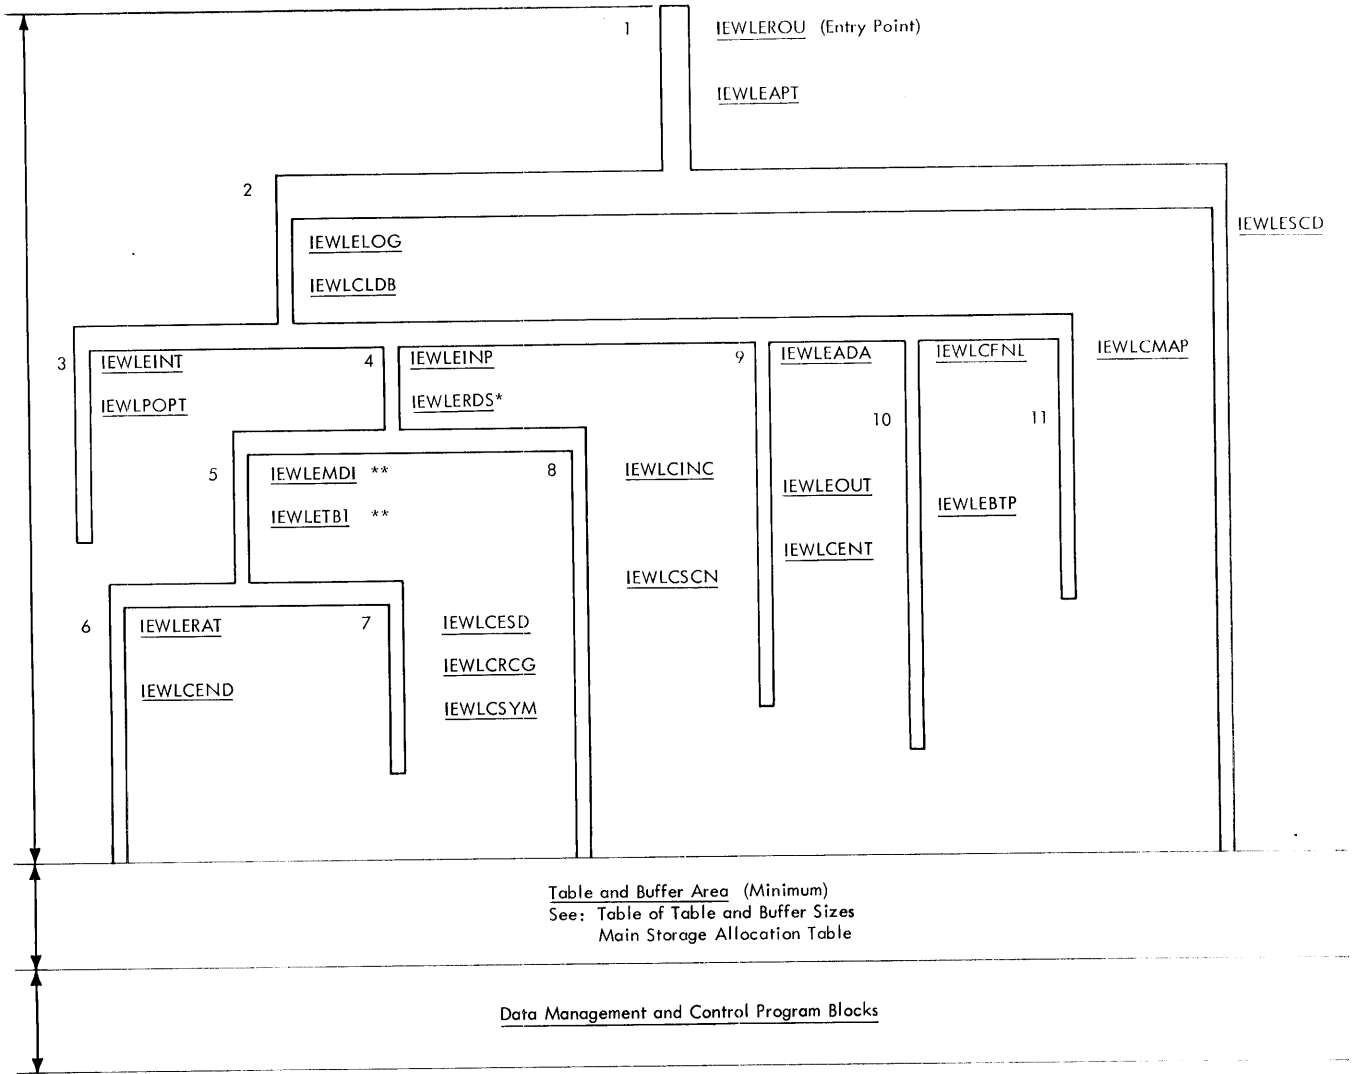 1
IEWLEROU (Entry Point)
IEWLEAPT
2
IEWLESCD
IEWLELOG
IEWLCLDB
3
IEWLEINT
IEWLPOPT
4
IEWLEINP
IEWLERDS*
9
IEWLEADA
IEWLCFNL
IEWLCMAP
10
11
5
IEWLEMDI **
IEWLETB1 **
8
IEWLCINC
IEWLEOUT
IEWLEBTP
IEWLCENT
IEWLCSCN
6
IEWLERAT
7
IEWLCESD
IEWLCRCG
IEWLCEND
IEWLCSYM
Table and Buffer Area (Minimum)
See: Table of Table and Buffer Sizes
Main Storage Allocation Table
Data Management and Control Program Blocks